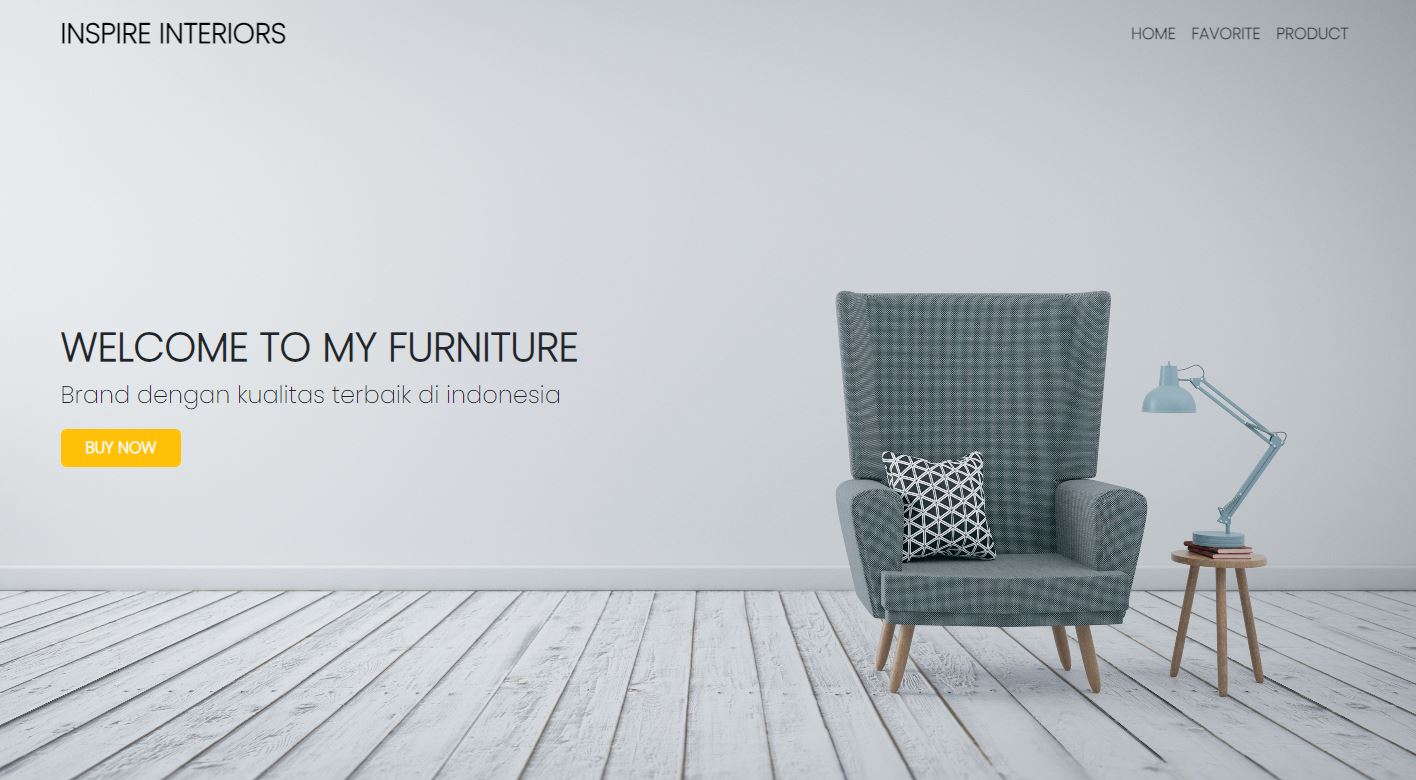 INSPIRE INTERIORS
HOME FAVORITE PRODUCT
WELCOME TO MY FURNITURE
Brand dengan kualitas terbaik di indonesia
BUY NOW